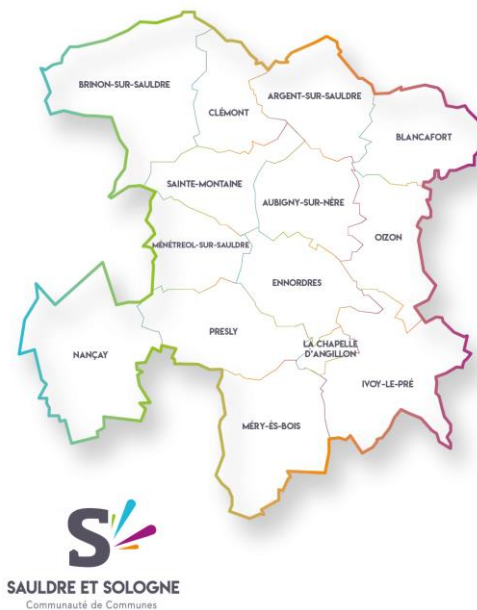 BRINON-SUR-SAULDRE
ARGENT-SUR-SAULDRE
CLÉMONT
BLANCAFORT
SAINTE-MONTAINE
AUBIGNY-SUR-NÈRE
OIZON
MÉNÉTREOL-SUR-SAULDRE
ENNORDRES
PRESLY
LA CHAPELLE
D'ANGILLON
NANÇAY
IVOY-LE-PRÉ
MÉRY-ÉS-BOIS
S
SAULDRE ET SOLOGNE
Communauté de Communes